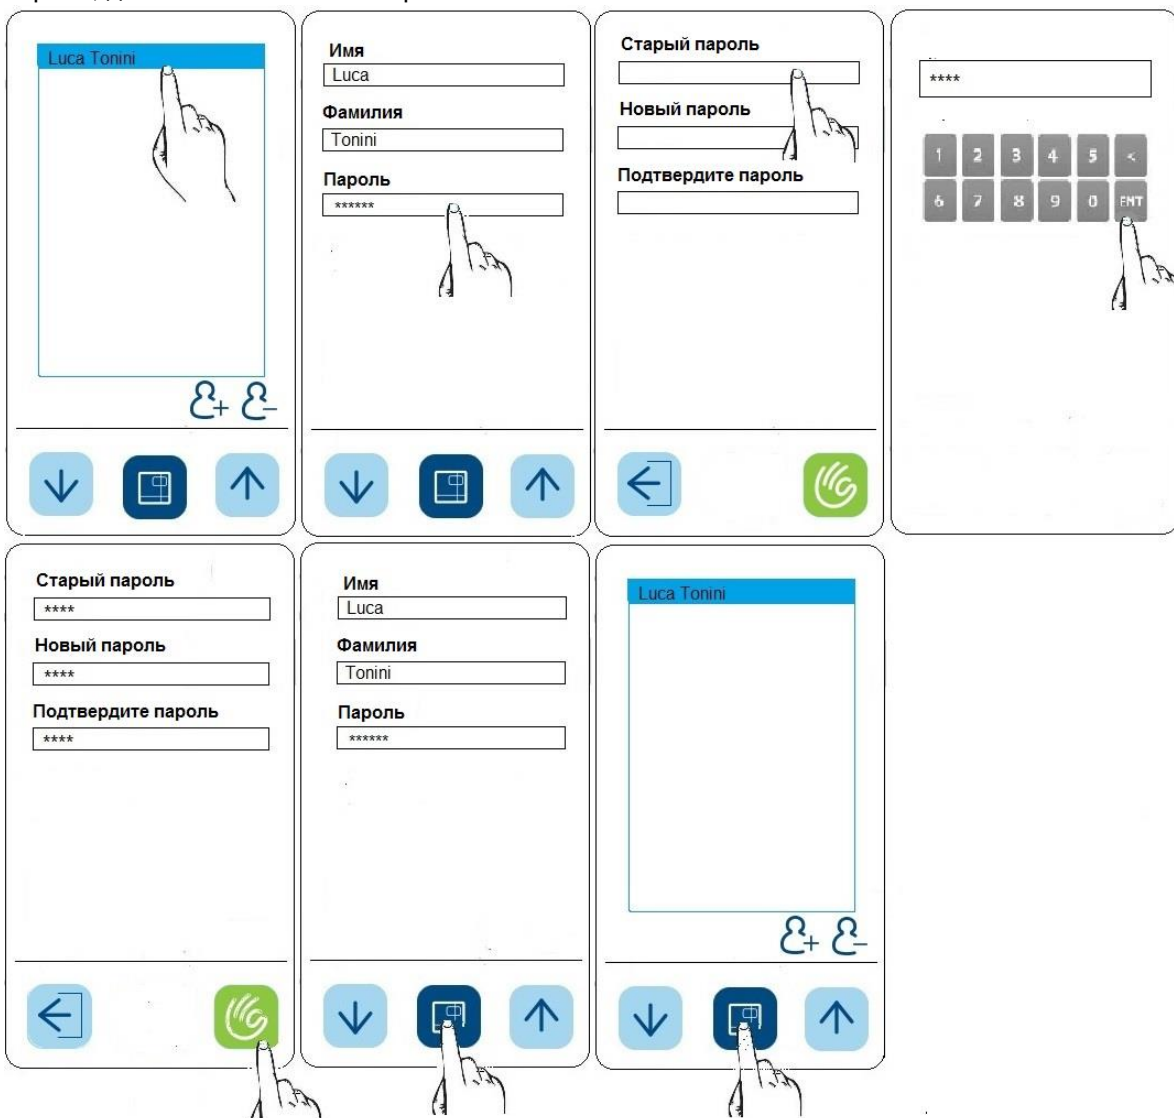 Luca Tonini
Имя
Luca
Фамилия
Tonini
Пароль
******
Старый пароль
Новый пароль
Подтвердите пароль
****
1 2 3 4 5 <
6 7 8 9 0 ENT
Старый пароль
****
Новый пароль
****
Подтвердите пароль
****
Имя
Luca
Фамилия
Tonini
Пароль
******
Luca Tonini